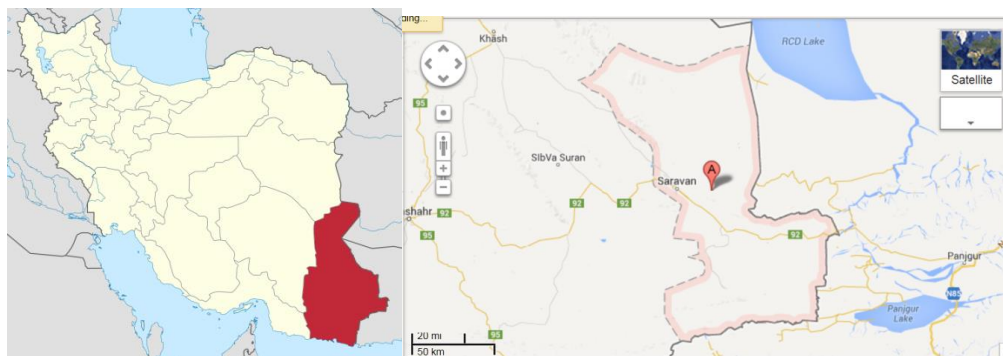 ding...
Khash
RCD Lake
Satellite
95
SIbVa Suran
A
Saravan
92
92
ashahr
92
95
92
Panjgur
N85
Panjgur
Lake
95
20 mi
50 km